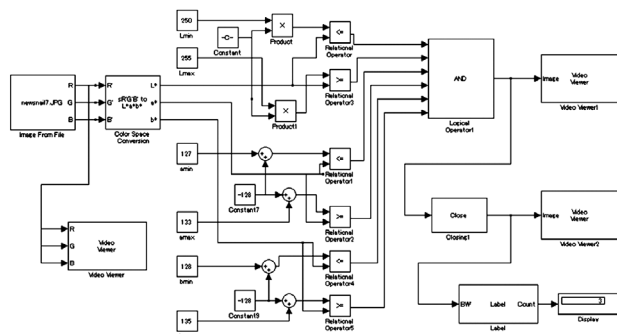 250
Lmin
-C-
Constant
×
Product
<=
Relational
Operator
255
Lmax
>=
Relational
Operator3
×
Product1
newsnail7.JPG
R
G
B
Image From File
R'
G'
B'
sR'G'B' to
L*a*b*
L*
a*
b*
Color Space
Conversion
AND
Logical
Operator1
Image
Video
Viewer
Video Viewer1
127
amin
<=
Relational
Operator1
-128
Constant7
133
amax
>=
Relational
Operator2
R
G
B
Video
Viewer
Video Viewer
128
bmin
<=
Relational
Operator4
-128
Constant9
135
>=
Relational
Operator5
Close
Closing1
Image
Video
Viewer
Video Viewer2
BW
Label
Count
Label
3
Display